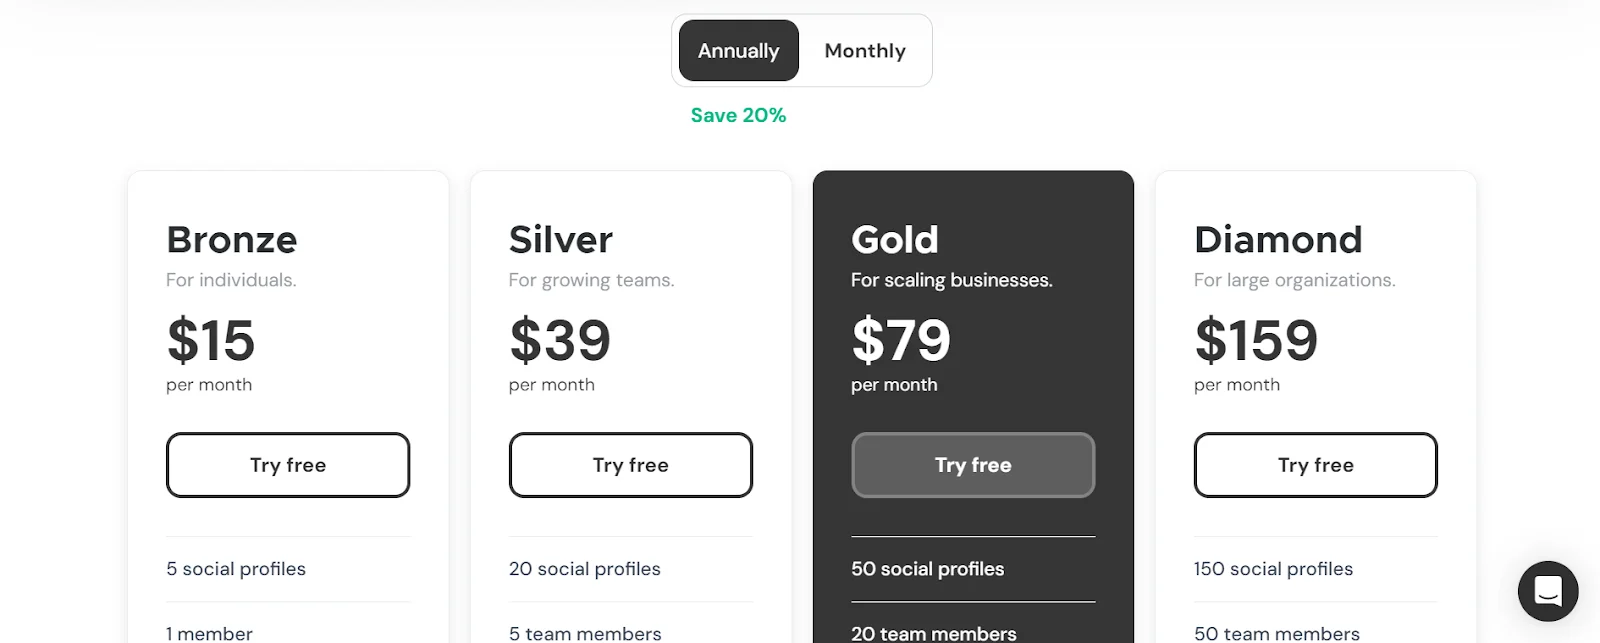 Annually Monthly
Save 20%
Bronze
For individuals.
$15
per month
Try free
5 social profiles
1 member
Silver
For growing teams.
$39
per month
Try free
20 social profiles
5 team members
Gold
For scaling businesses.
$79
per month
Try free
50 social profiles
20 team members
Diamond
For large organizations.
$159
per month
Try free
150 social profiles
50 team members